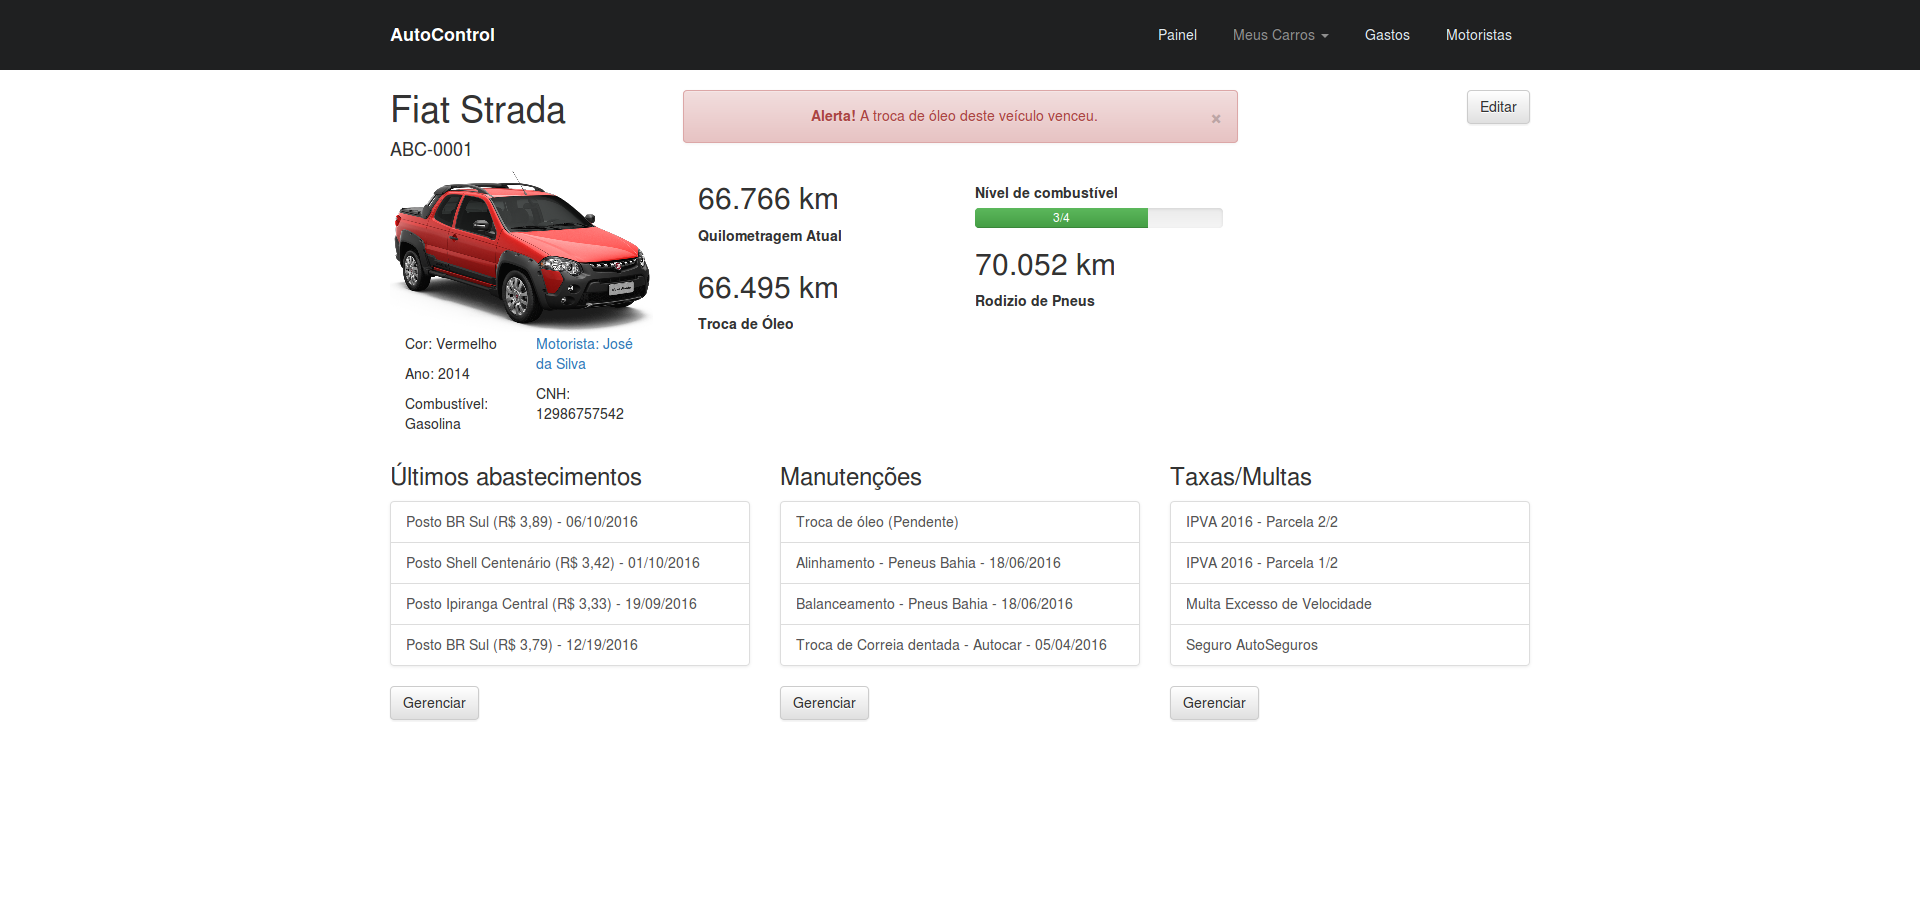 AutoControl
Painel
Meus Carros
Gastos
Motoristas
Fiat Strada
ABC-0001
Alerta! A troca de óleo deste veículo venceu.
×
Editar
66.766 km
Quilometragem Atual
66.495 km
Troca de Óleo
Nível de combustível
3/4
70.052 km
Rodizio de Pneus
Cor: Vermelho
Ano: 2014
Combustível:
Gasolina
Motorista: José
da Silva
CNH:
12986757542
Últimos abastecimentos
Posto BR Sul (R$ 3,89) - 06/10/2016
Posto Shell Centenário (R$ 3,42) - 01/10/2016
Posto Ipiranga Central (R$ 3,33) - 19/09/2016
Posto BR Sul (R$ 3,79) - 12/19/2016
Gerenciar
Manutenções
Troca de óleo (Pendente)
Alinhamento - Peneus Bahia - 18/06/2016
Balanceamento - Pneus Bahia - 18/06/2016
Troca de Correia dentada - Autocar - 05/04/2016
Gerenciar
Taxas/Multas
IPVA 2016 - Parcela 2/2
IPVA 2016 - Parcela 1/2
Multa Excesso de Velocidade
Seguro AutoSeguros
Gerenciar